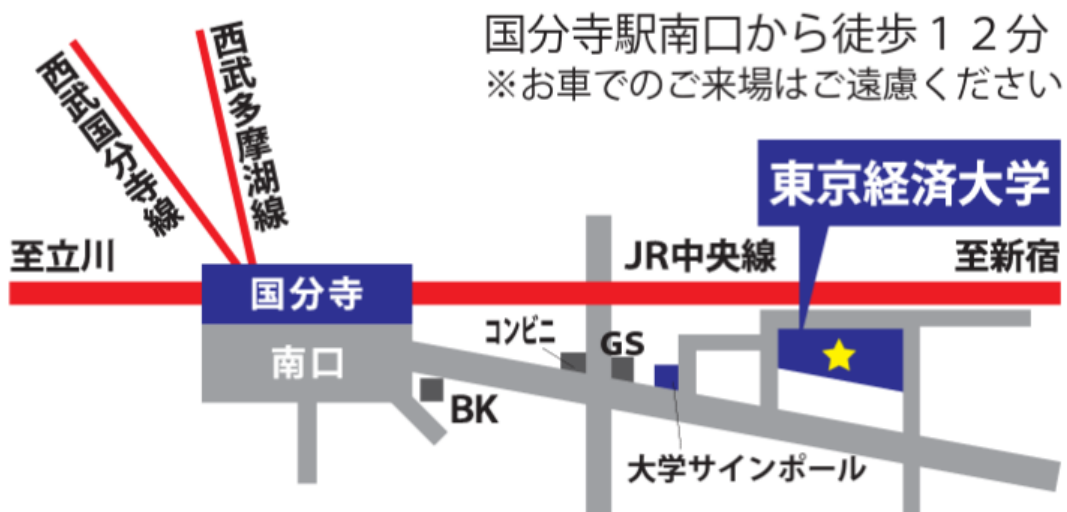 国分寺駅南口から徒歩１２分
※お車でのご来場はご遠慮ください
西武国分寺線
西武多摩湖線
東京経済大学
至立川
JR中央線
至新宿
国分寺
南口
コンビニ
GS
BK
大学サインポール